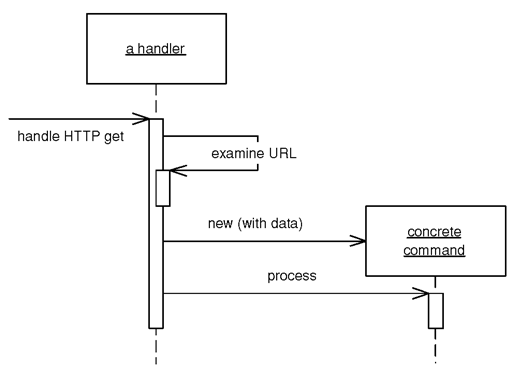 a handler
handle HTTP get
examine URL
new (with data)
concrete
command
process